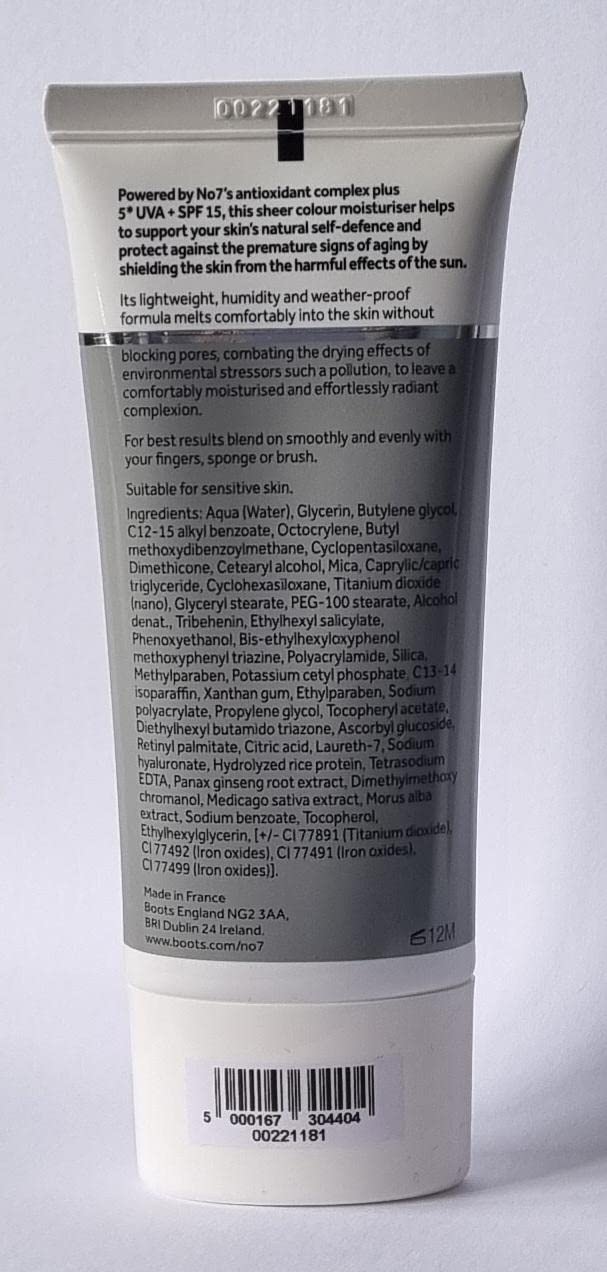 00221181
Powered by No7's antioxidant complex plus
5* UVA + SPF 15, this sheer colour moisturiser helps
to support your skin's natural self-defence and
protect against the premature signs of aging by
shielding the skin from the harmful effects of the sun.
Its lightweight, humidity and weather-proof
formula melts comfortably into the skin without
blocking pores, combating the drying effects of
environmental stressors such a pollution, to leave a
comfortably moisturised and effortlessly radiant
complexion.
For best results blend on smoothly and evenly with
your fingers, sponge or brush.
Suitable for sensitive skin.
Ingredients: Aqua (Water), Glycerin, Butylene glycol,
C12-15 alkyl benzoate, Octocrylene, Butyl
methoxydibenzoylmethane, Cyclopentasiloxane,
Dimethicone, Cetearyl alcohol, Mica, Caprylic/capric
triglyceride, Cyclohexasiloxane, Titanium dioxide
(nano), Glyceryl stearate, PEG-100 stearate, Alcohol
denat., Tribehenin, Ethylhexyl salicylate,
Phenoxyethanol, Bis-ethylhexyloxyphenol
methoxyphenyl triazine, Polyacrylamide, Silica,
Methylparaben, Potassium cetyl phosphate, C13-14
isoparaffin, Xanthan gum, Ethylparaben, Sodium
polyacrylate, Propylene glycol, Tocopheryl acetate,
Diethylhexyl butamido triazone, Ascorbyl glucoside,
Retinyl palmitate, Citric acid, Laureth-7, Sodium
hyaluronate, Hydrolyzed rice protein, Tetrasodium
EDTA, Panax ginseng root extract, Dimethylmethoxy
chromanol, Medicago sativa extract, Morus alba
extract, Sodium benzoate, Tocopherol,
Ethylhexylglycerin, [+/- CI 77891 (Titanium dioxide),
CI 77492 (Iron oxides), CI 77491 (Iron oxides),
CI 77499 (Iron oxides)].
Made in France
Boots England NG2 3AA,
BRI Dublin 24 Ireland.
www.boots.com/no7
12M
5 000167 304404
00221181